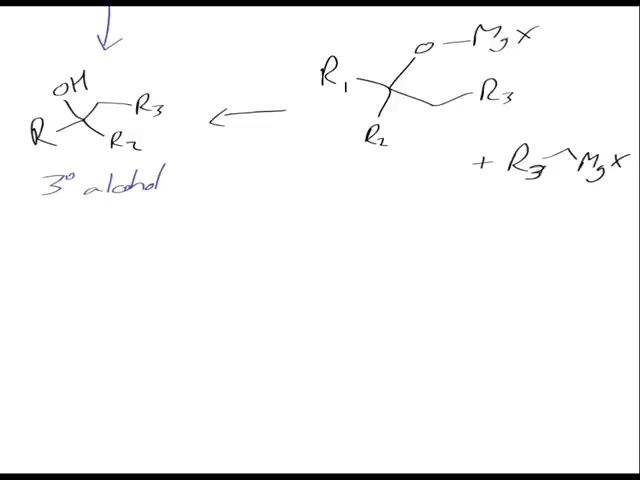 O — MgX
OH
R₁
R₃
R₃
R
R₂
R₂
+ R₃ MgX
3° alcohol